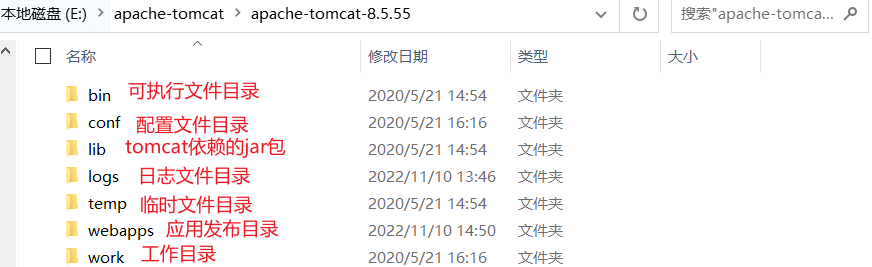 本地磁盘 (E:) > apache-tomcat > apache-tomcat-8.5.55 搜索"apache-tomca...
名称 修改日期 类型 大小
bin 可执行文件目录 2020/5/21 14:54 文件夹
conf 配置文件目录 2020/5/21 16:16 文件夹
lib tomcat依赖的jar包 2020/5/21 14:54 文件夹
logs 日志文件目录 2022/11/10 13:46 文件夹
temp 临时文件目录 2020/5/21 14:54 文件夹
webapps 应用发布目录 2022/11/10 14:50 文件夹
work 工作目录 2020/5/21 16:16 文件夹